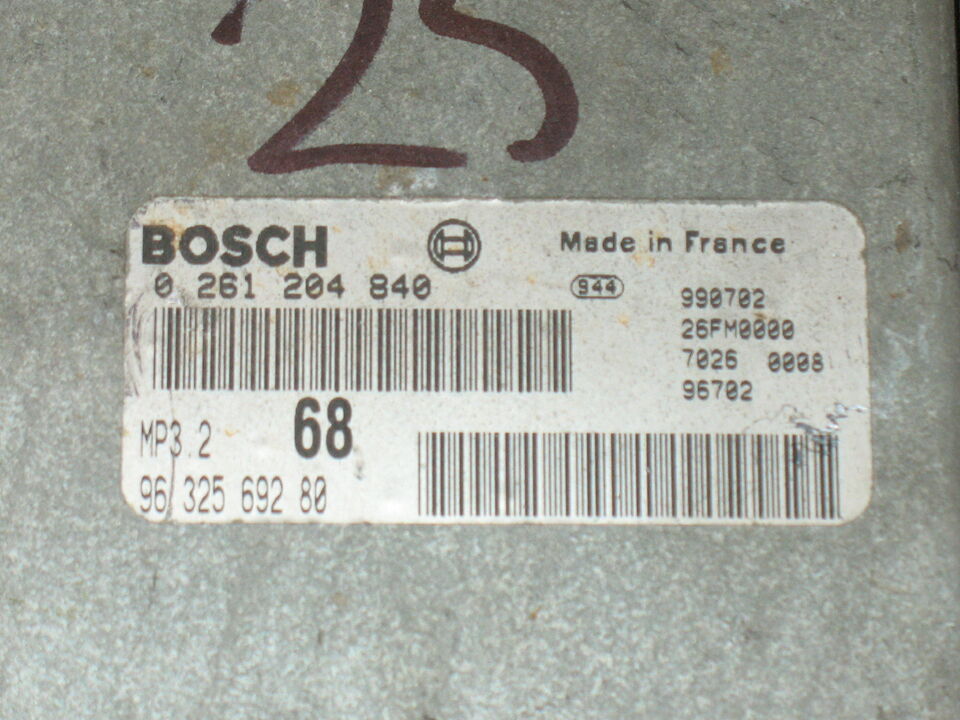 25
BOSCH
Made in France
0 261 204 840
944
990702
26FM0000
7026 0008
96702
MP3.2
68
96 325 692 80